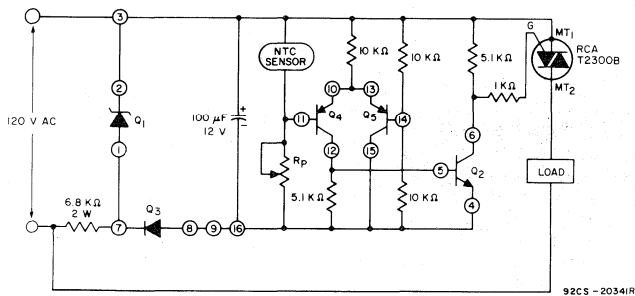 3
NTC
SENSOR
10 KΩ
10 KΩ
5.1 KΩ
G
MT1
RCA
T2300B
MT2
1 KΩ
2
10
13
120 V AC
Q1
100 µF
12 V
+
-
11
Q4
Q5
14
6
1
12
15
5
Q2
LOAD
RP
6.8 KΩ
2 W
Q3
5.1 KΩ
10 KΩ
4
7
8
9
16
92CS - 20341R